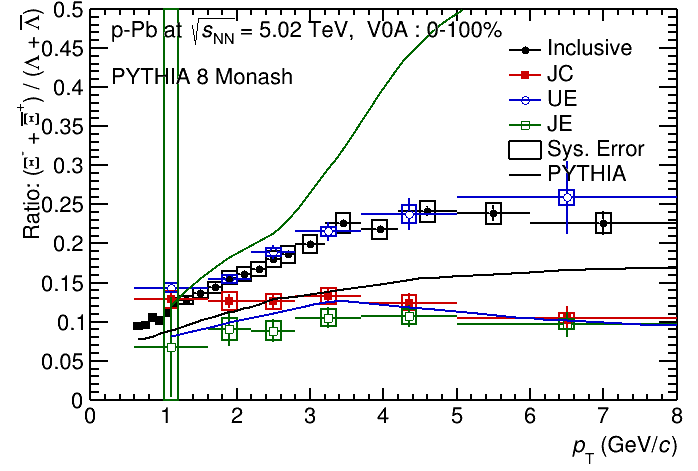 p-Pb at √s_NN = 5.02 TeV, V0A : 0-100%
PYTHIA 8 Monash
Inclusive
JC
UE
JE
Sys. Error
PYTHIA
Ratio: (Ξ⁻ + Ξ̅⁺) / (Λ + Λ̅)
0.5
0.45
0.4
0.35
0.3
0.25
0.2
0.15
0.1
0.05
0
0 1 2 3 4 5 6 7 8
p_T (GeV/c)